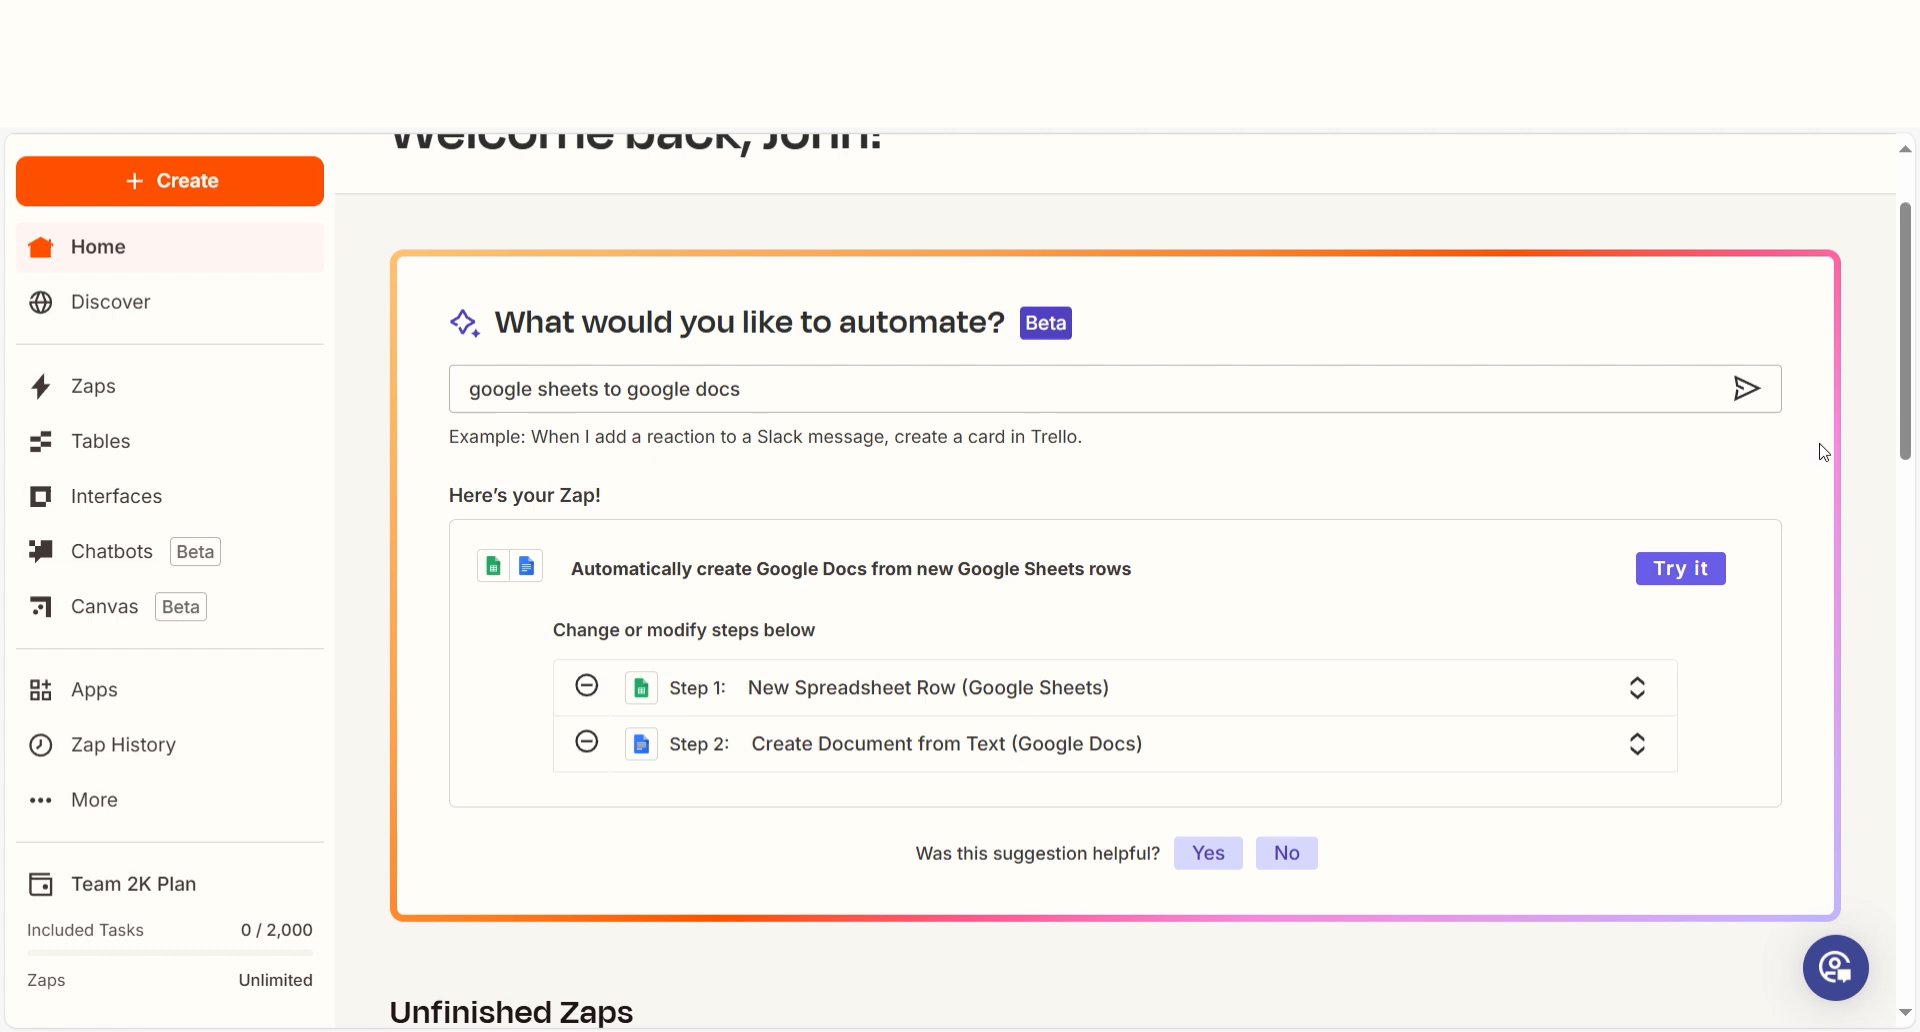 Welcome back, John!
+ Create
Home
Discover
Zaps
Tables
Interfaces
Chatbots Beta
Canvas Beta
Apps
Zap History
More
Team 2K Plan
Included Tasks 0 / 2,000
Zaps Unlimited
What would you like to automate? Beta
google sheets to google docs
Example: When I add a reaction to a Slack message, create a card in Trello.
Here's your Zap!
Automatically create Google Docs from new Google Sheets rows
Try it
Change or modify steps below
Step 1: New Spreadsheet Row (Google Sheets)
Step 2: Create Document from Text (Google Docs)
Was this suggestion helpful? Yes No
Unfinished Zaps